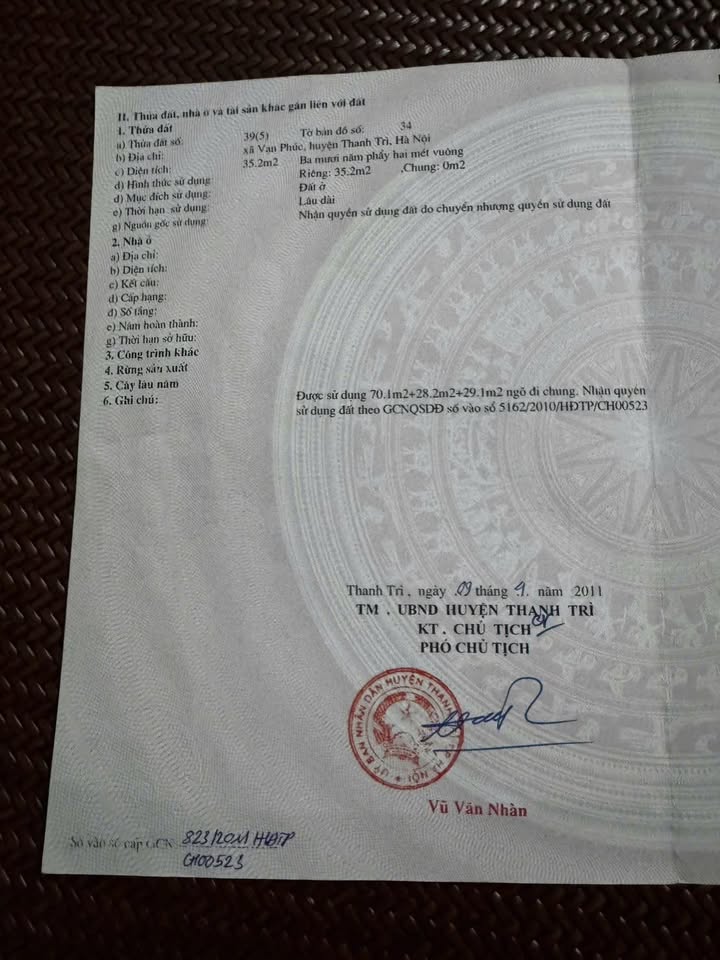 II. Thửa đất, nhà ở và tài sản khác gắn liền với đất
1. Thửa đất
a) Thửa đất số: 39(5) Tờ bản đồ số: 34
b) Địa chỉ: xã Vạn Phúc, huyện Thanh Trì, Hà Nội
c) Diện tích: 35.2m2 Ba mươi năm phẩy hai mét vuông
d) Hình thức sử dụng: Riêng: 35.2m2 ,Chung: 0m2
đ) Mục đích sử dụng: Đất ở
e) Thời hạn sử dụng: Lâu dài
g) Nguồn gốc sử dụng: Nhận quyền sử dụng đất do chuyển nhượng quyền sử dụng đất
2. Nhà ở
a) Địa chỉ:
b) Diện tích:
c) Kết cấu:
d) Cấp hạng:
đ) Số tầng:
e) Năm hoàn thành:
g) Thời hạn sở hữu:
3. Công trình khác
4. Rừng sản xuất
5. Cây lâu năm
6. Ghi chú:
Được sử dụng 70.1m2+28.2m2+29.1m2 ngõ đi chung. Nhận quyền
sử dụng đất theo GCNQSDĐ số vào sổ 5162/2010/HĐTP/CH00523
Thanh Trì , ngày 09 tháng 9. năm 2011
TM . UBND HUYỆN THANH TRÌ
KT . CHỦ TỊCH
PHÓ CHỦ TỊCH
ỦY BAN NHÂN DÂN HUYỆN THANH TP HÀ NỘI
Vũ Văn Nhàn
Số vào sổ cấp GCN: 823/2011 HĐTP
CH00523